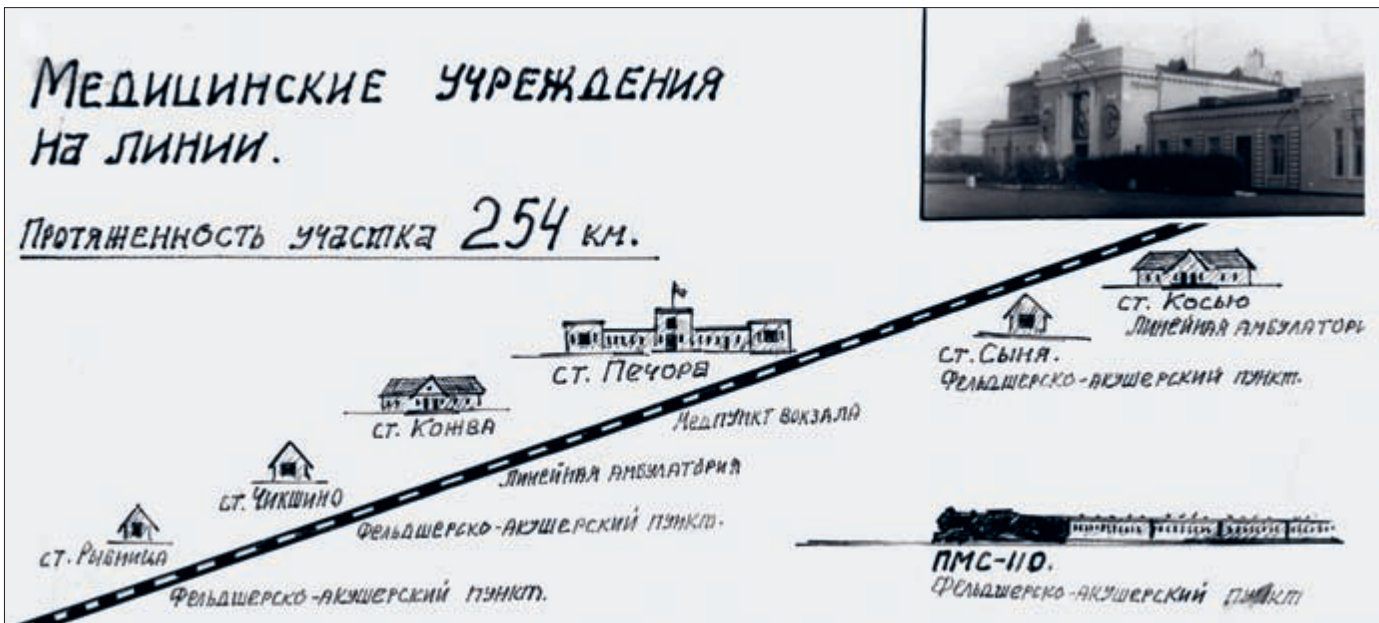 Медицинские учреждения
на линии.
Протяженность участка 254 км.
ст. Косью
Линейная амбулатори
ст. Сыня.
Фельдшерско-акушерский пункт.
ст. Печора
Медпункт вокзала
ст. Кожва
Линейная амбулатория
ст. Чикшино
Фельдшерско-акушерский пункт.
ст. Рыбница
Фельдшерско-акушерский пункт.
ПМС-110.
Фельдшерско-акушерский пункт